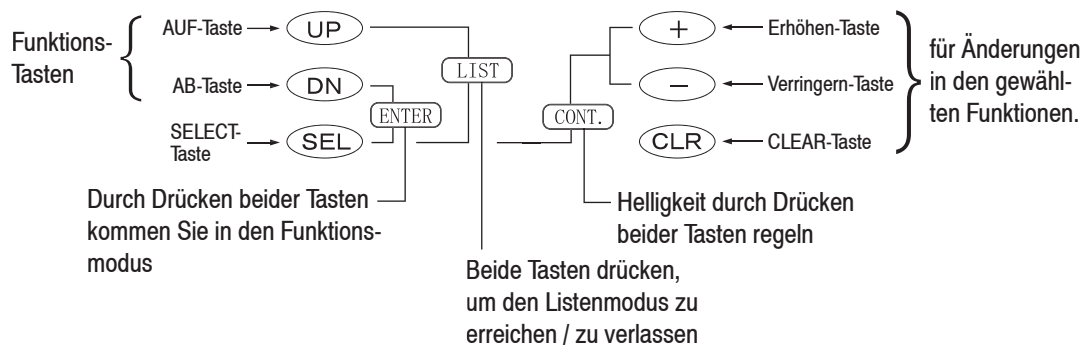 Funktions-
Tasten
AUF-Taste
UP
AB-Taste
DN
SELECT-
Taste
SEL
ENTER
LIST
CONT.
+
Erhöhen-Taste
−
Verringern-Taste
CLR
CLEAR-Taste
für Änderungen
in den gewähl-
ten Funktionen.
Durch Drücken beider Tasten
kommen Sie in den Funktions-
modus
Helligkeit durch Drücken
beider Tasten regeln
Beide Tasten drücken,
um den Listenmodus zu
erreichen / zu verlassen